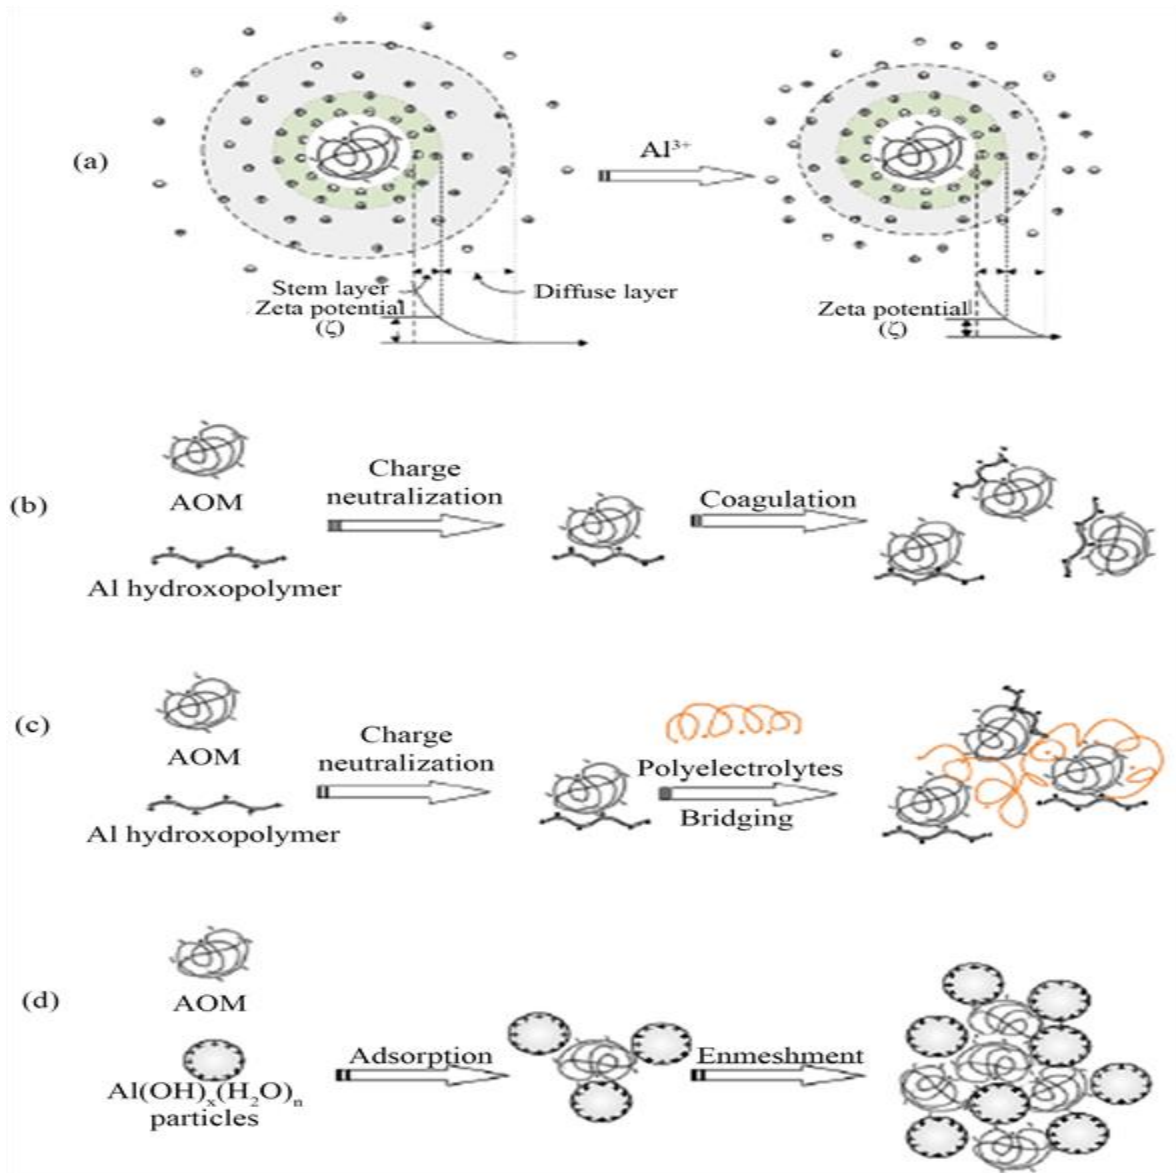 (a)
Al³⁺
Stem layer
Zeta potential
(ζ)
Diffuse layer
Zeta potential
(ζ)
(b)
AOM
Al hydroxopolymer
Charge
neutralization
Coagulation
(c)
AOM
Al hydroxopolymer
Charge
neutralization
Polyelectrolytes
Bridging
(d)
AOM
Al(OH)ₓ(H₂O)ₙ
particles
Adsorption
Enmeshment